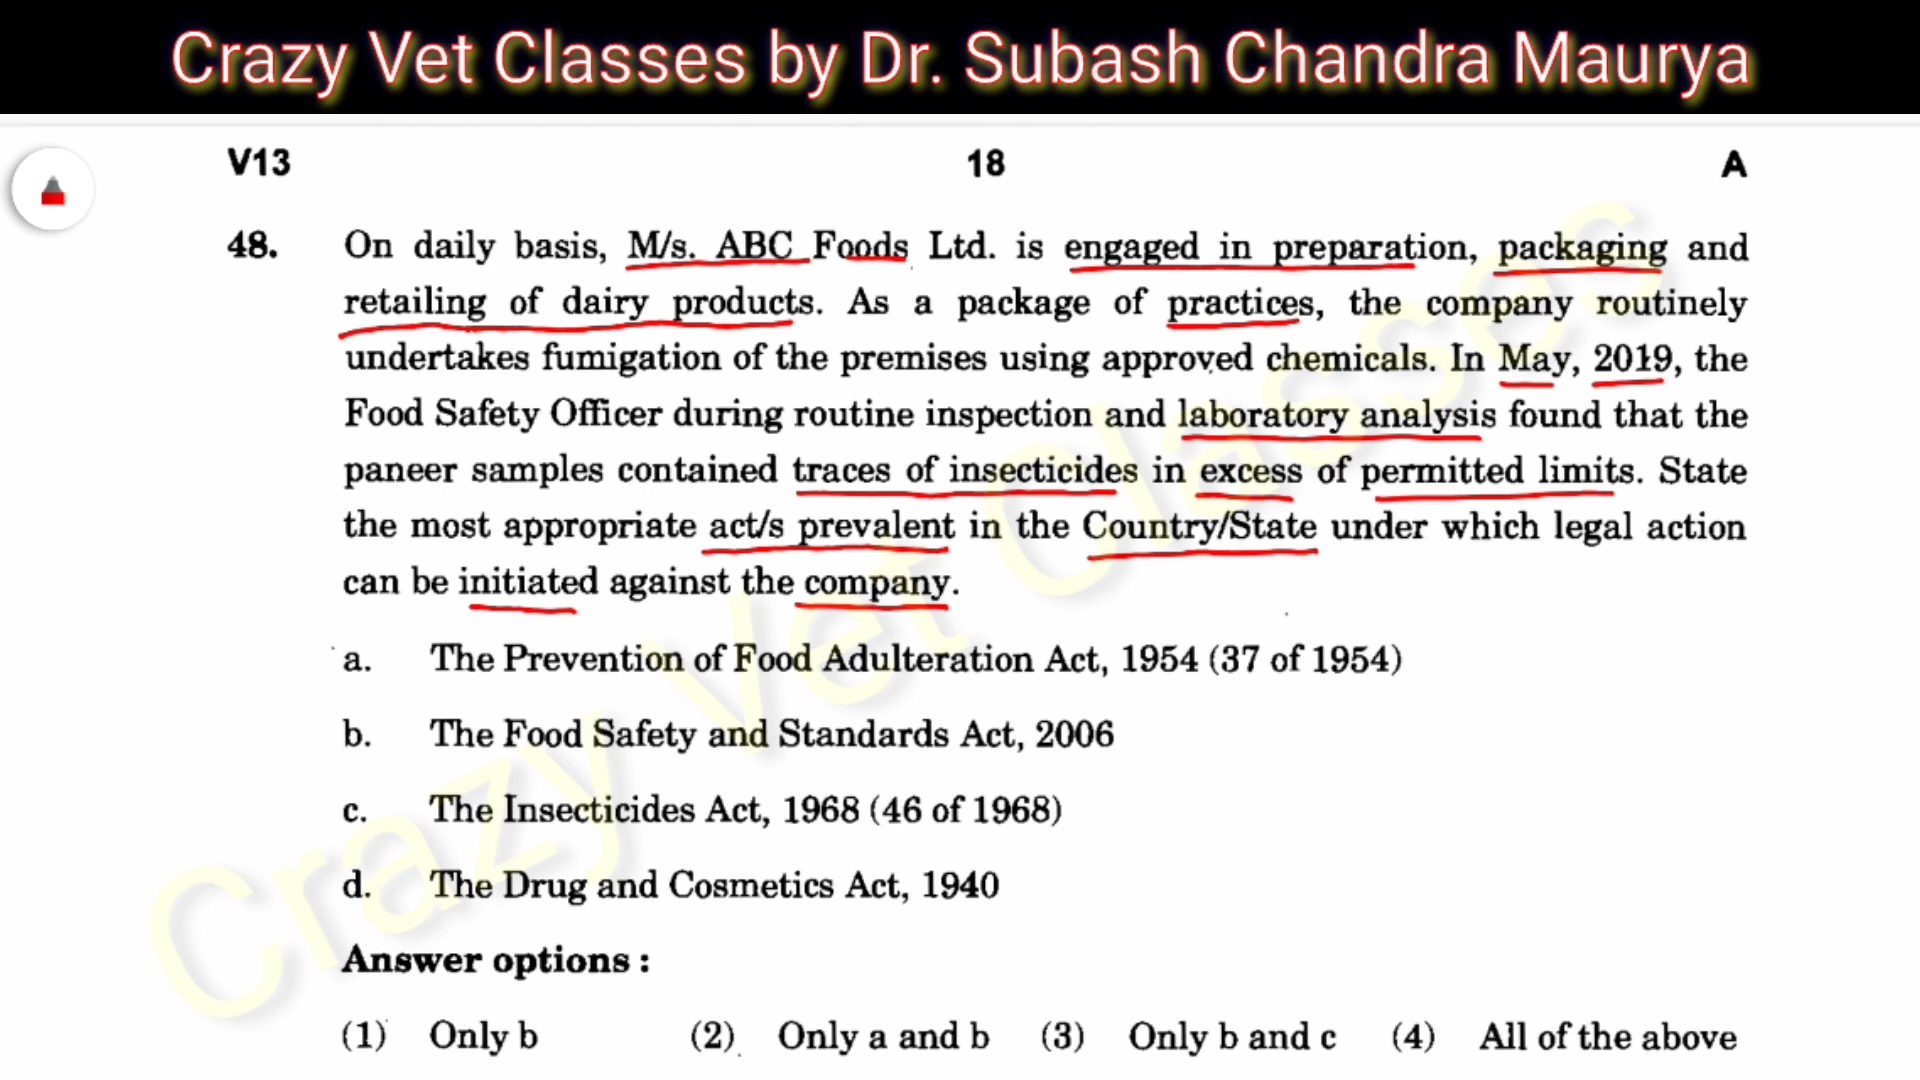 Crazy Vet Classes by Dr. Subash Chandra Maurya
V13 18 A
48. On daily basis, M/s. ABC Foods Ltd. is engaged in preparation, packaging and
retailing of dairy products. As a package of practices, the company routinely
undertakes fumigation of the premises using approved chemicals. In May, 2019, the
Food Safety Officer during routine inspection and laboratory analysis found that the
paneer samples contained traces of insecticides in excess of permitted limits. State
the most appropriate act/s prevalent in the Country/State under which legal action
can be initiated against the company.
a. The Prevention of Food Adulteration Act, 1954 (37 of 1954)
b. The Food Safety and Standards Act, 2006
c. The Insecticides Act, 1968 (46 of 1968)
d. The Drug and Cosmetics Act, 1940
Answer options :
(1) Only b (2) Only a and b (3) Only b and c (4) All of the above
Crazy Vet Classes